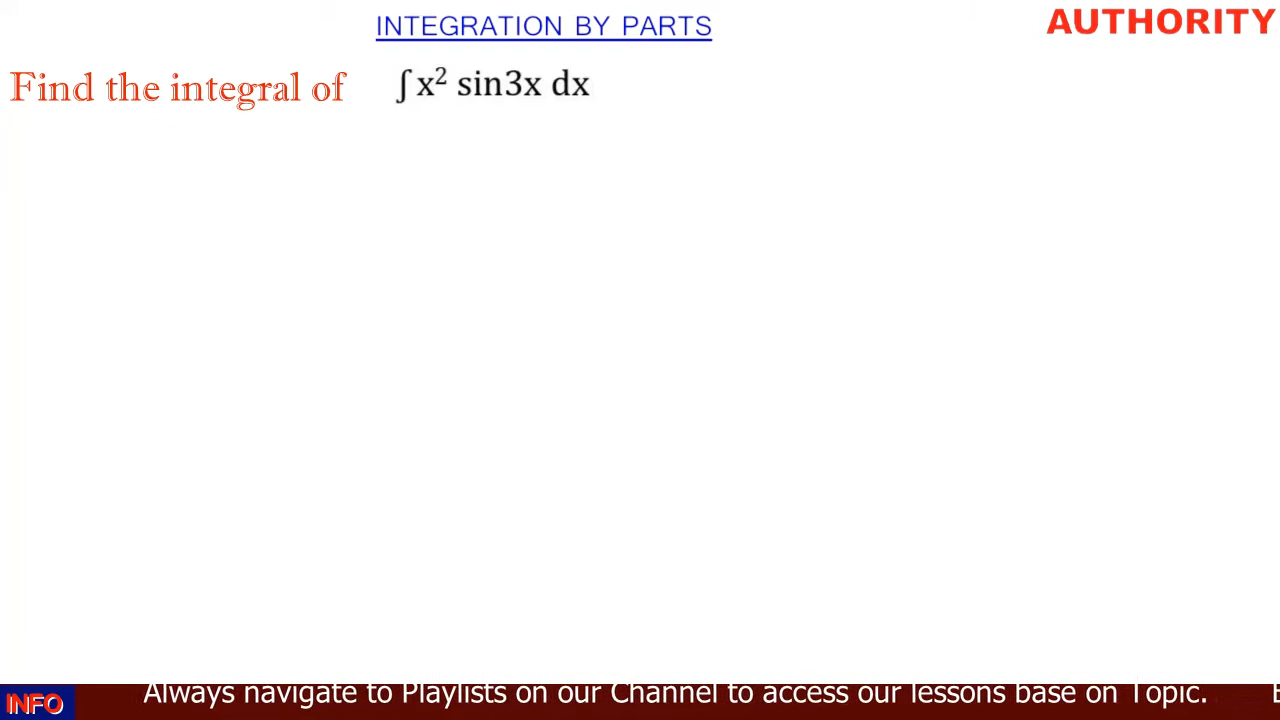 INTEGRATION BY PARTS
AUTHORITY
Find the integral of ∫ x² sin3x dx
INFO
Always navigate to Playlists on our Channel to access our lessons base on Topic.